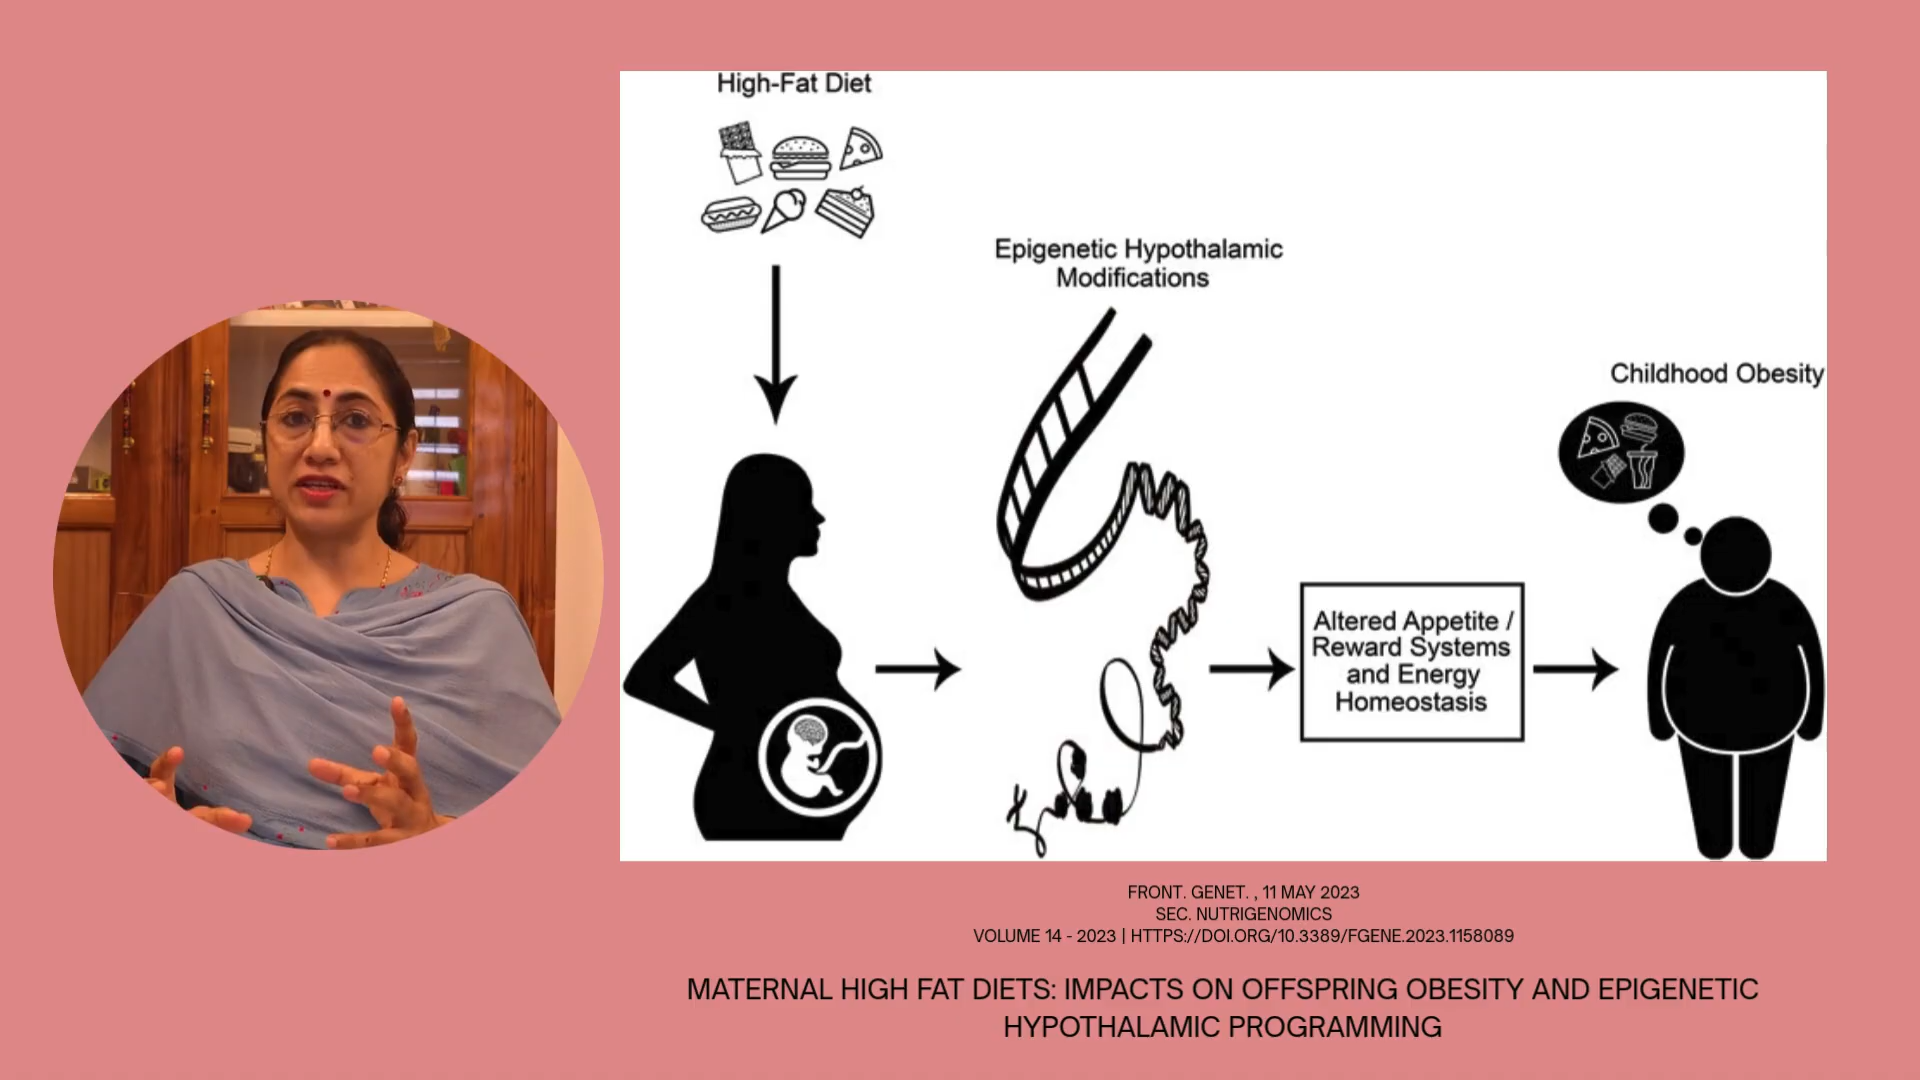 High-Fat Diet
Epigenetic Hypothalamic
Modifications
Childhood Obesity
Altered Appetite /
Reward Systems
and Energy
Homeostasis
FRONT. GENET. , 11 MAY 2023
SEC. NUTRIGENOMICS
VOLUME 14 - 2023 | HTTPS://DOI.ORG/10.3389/FGENE.2023.1158089
MATERNAL HIGH FAT DIETS: IMPACTS ON OFFSPRING OBESITY AND EPIGENETIC
HYPOTHALAMIC PROGRAMMING